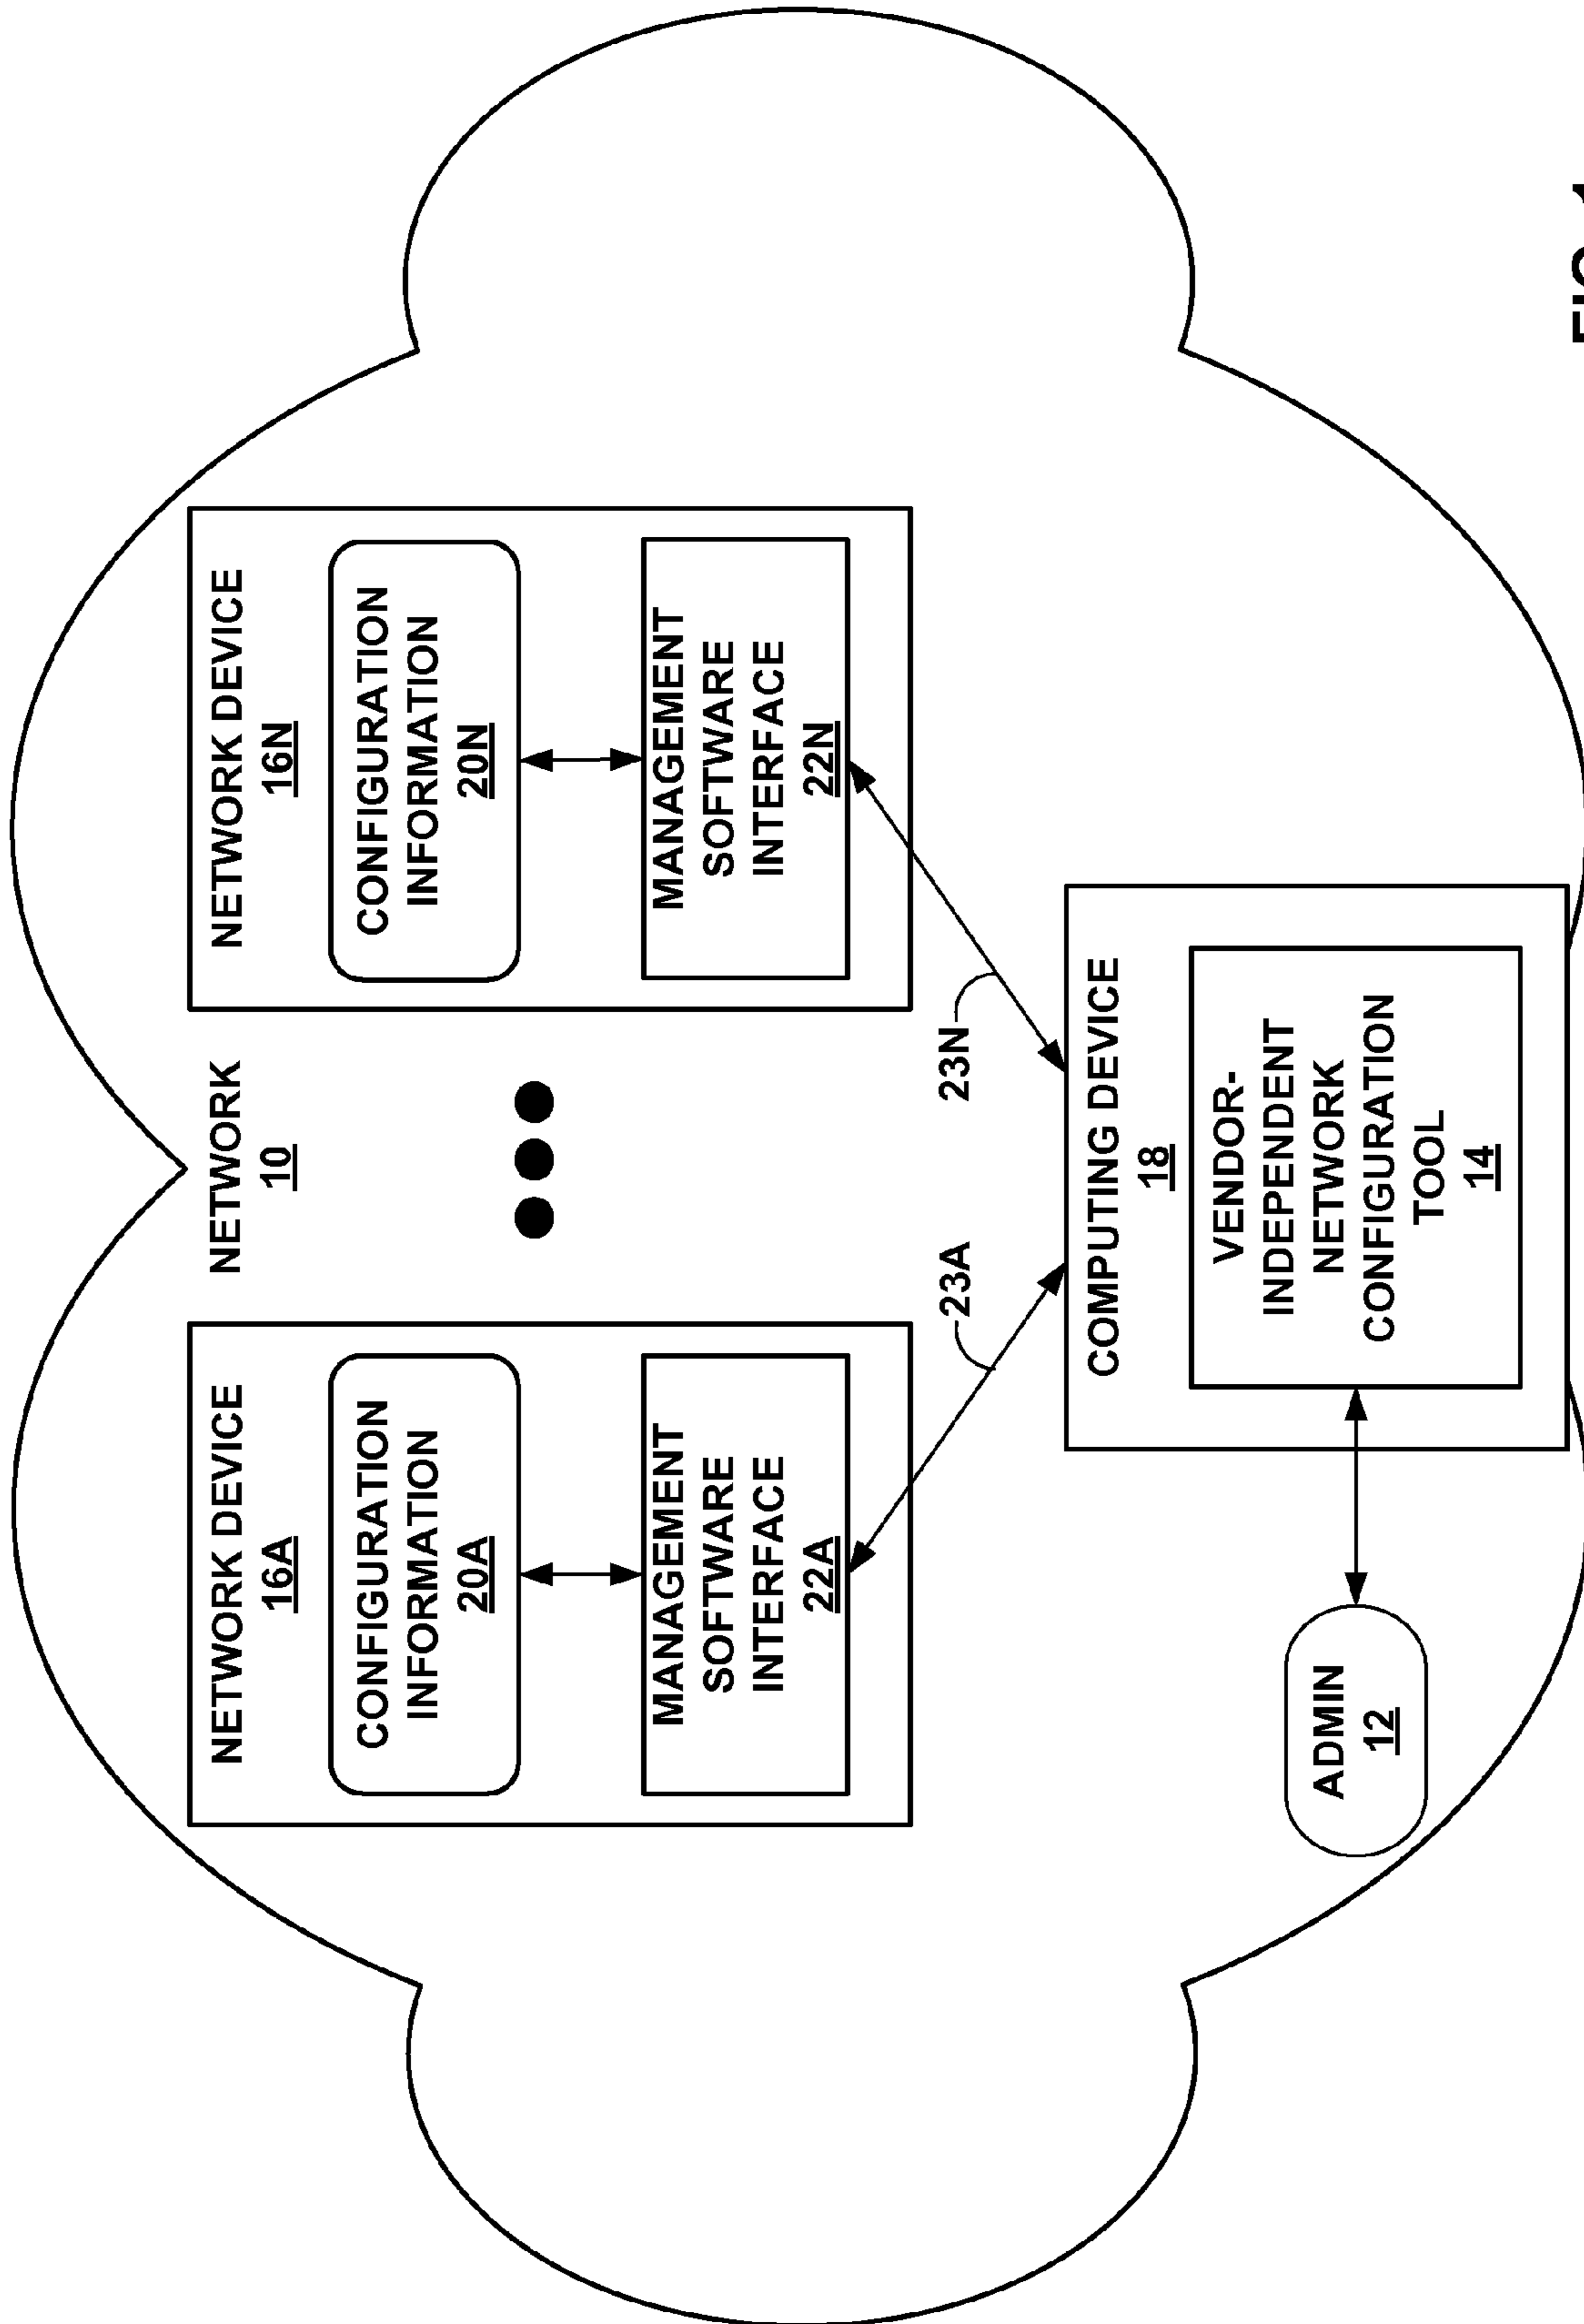 NETWORK DEVICE
16A
CONFIGURATION
INFORMATION
20A
MANAGEMENT
SOFTWARE
INTERFACE
22A
NETWORK
10
NETWORK DEVICE
16N
CONFIGURATION
INFORMATION
20N
MANAGEMENT
SOFTWARE
INTERFACE
22N
23A
23N
COMPUTING DEVICE
18
VENDOR-
INDEPENDENT
NETWORK
CONFIGURATION
TOOL
14
ADMIN
12